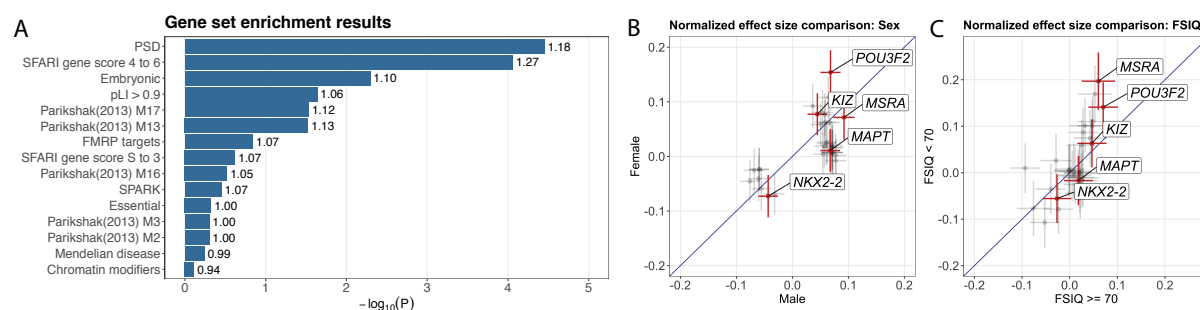 A
Gene set enrichment results
PSD
1.18
SFARI gene score 4 to 6
1.27
Embryonic
1.10
pLI > 0.9
1.06
Parikshak(2013) M17
1.12
Parikshak(2013) M13
1.13
FMRP targets
1.07
SFARI gene score S to 3
1.07
Parikshak(2013) M16
1.05
SPARK
1.07
Essential
1.00
Parikshak(2013) M3
1.00
Parikshak(2013) M2
1.00
Mendelian disease
0.99
Chromatin modifiers
0.94
0 1 2 3 4 5
−log10(P)
B
Normalized effect size comparison: Sex
0.2
0.1
0.0
-0.1
-0.2
Female
POU3F2
KIZ
MSRA
MAPT
NKX2-2
-0.2 -0.1 0.0 0.1 0.2
Male
C
Normalized effect size comparison: FSIQ
0.2
0.1
0.0
-0.1
-0.2
FSIQ < 70
MSRA
POU3F2
KIZ
MAPT
NKX2-2
-0.2 -0.1 0.0 0.1 0.2
FSIQ >= 70